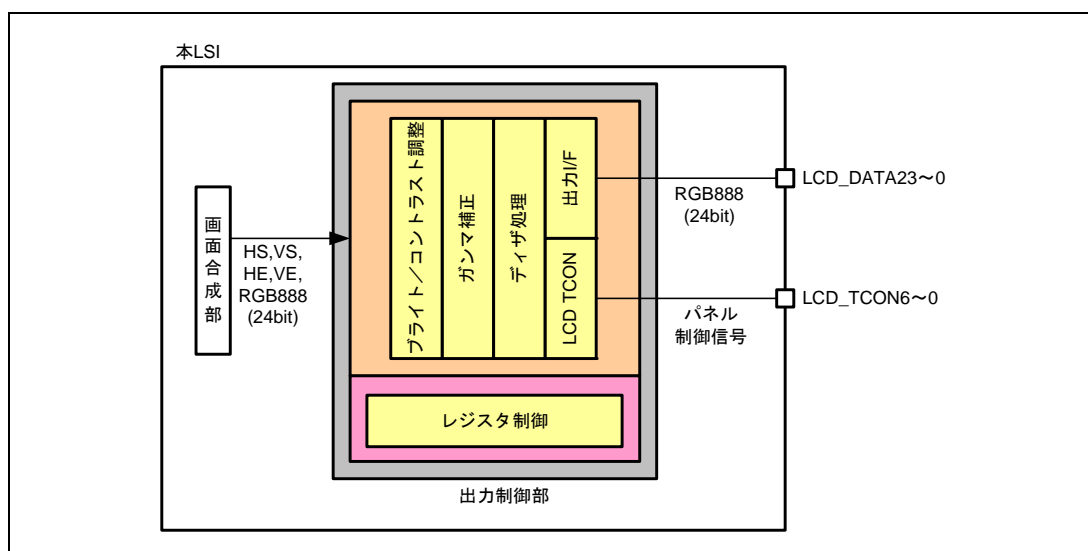 本LSI
画面合成部
HS,VS,
HE,VE,
RGB888
(24bit)
ブライト／コントラスト調整
ガンマ補正
ディザ処理
出力I/F
LCD TCON
RGB888
(24bit)
LCD_DATA23～0
パネル
制御信号
LCD_TCON6～0
レジスタ制御
出力制御部